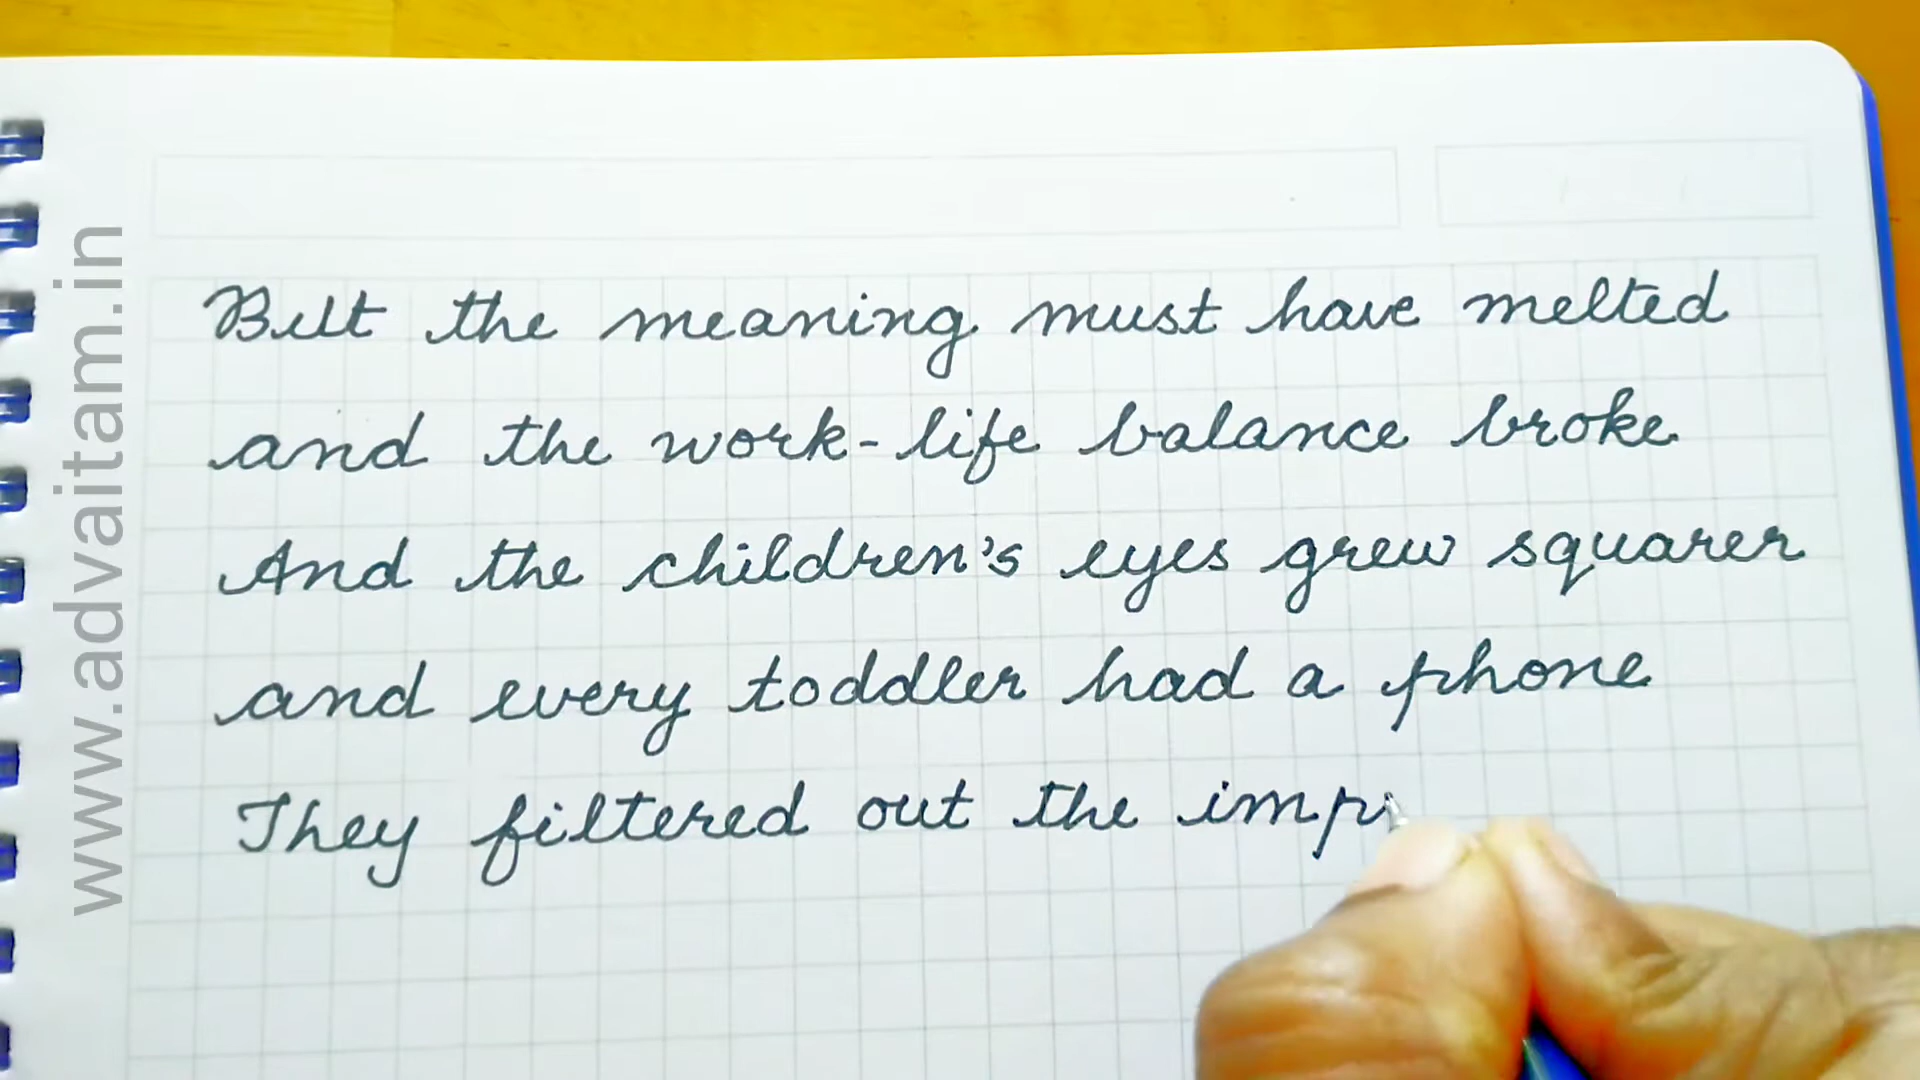 But the meaning must have melted
and the work-life balance broke
And the children's eyes grew squarer
and every toddler had a phone
They filtered out the imp
www.advaitam.in